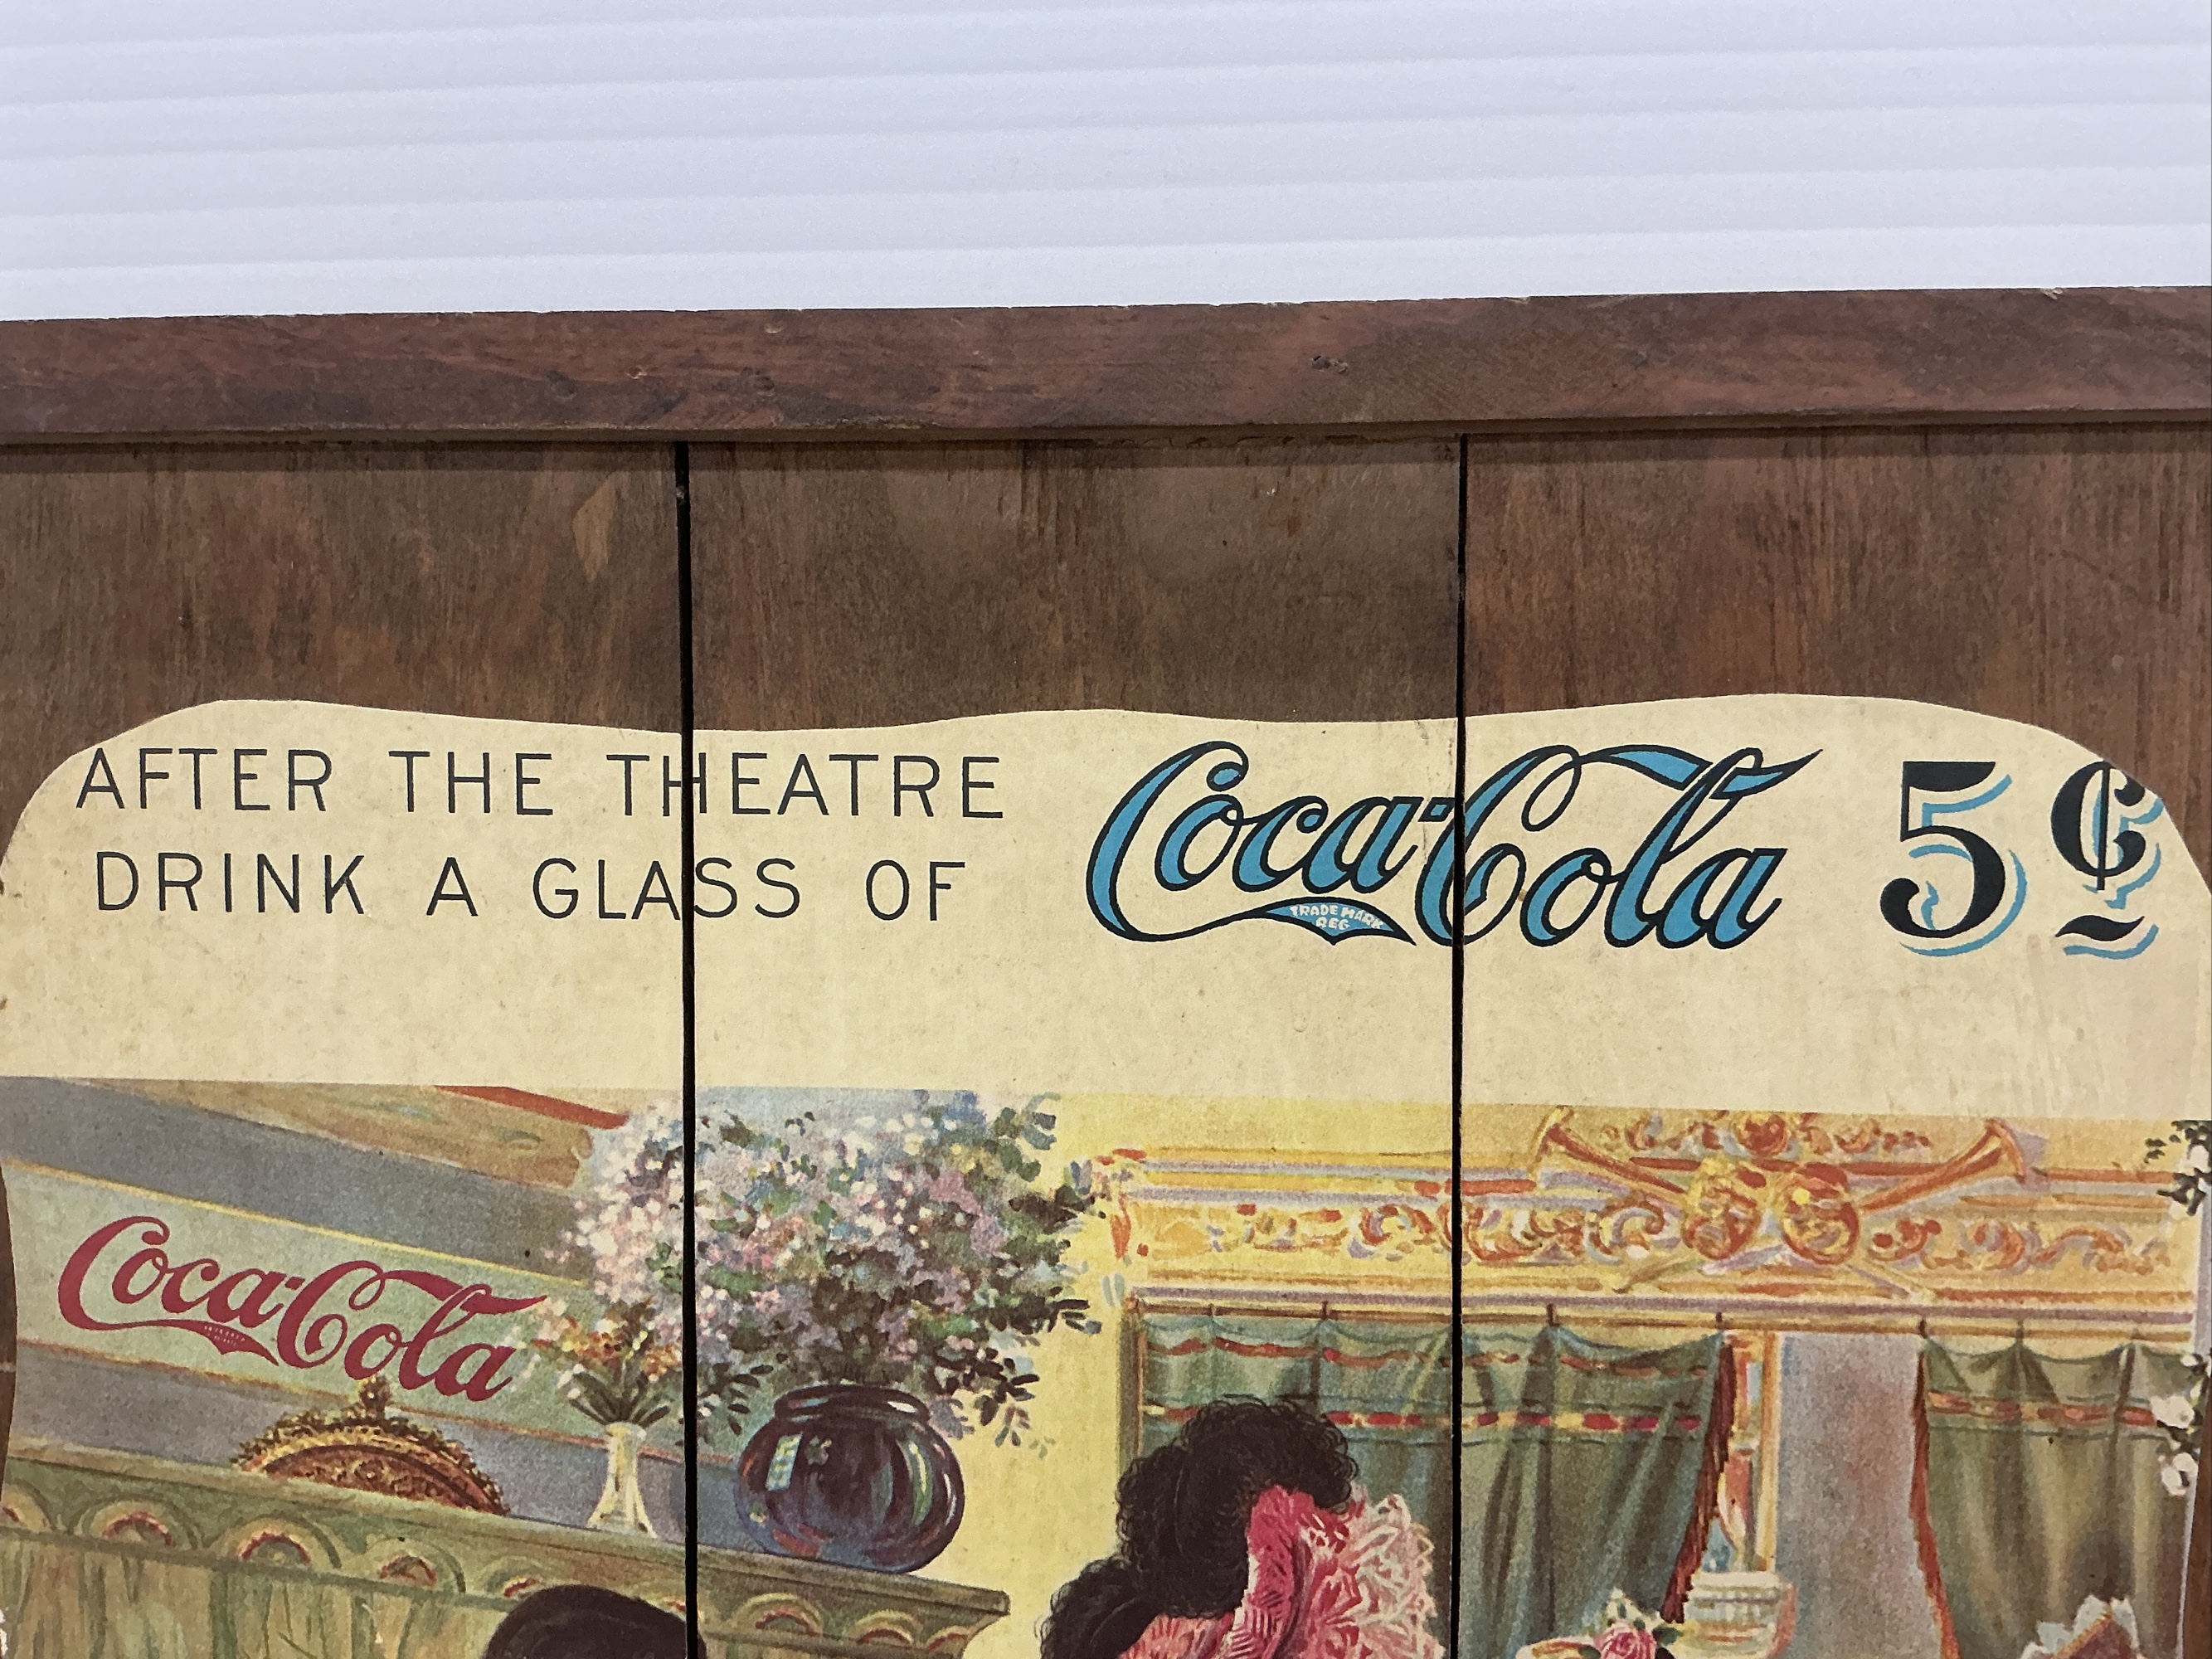 AFTER THE THEATRE
DRINK A GLASS OF
Coca-Cola 5¢
TRADE MARK
REG
Coca-Cola